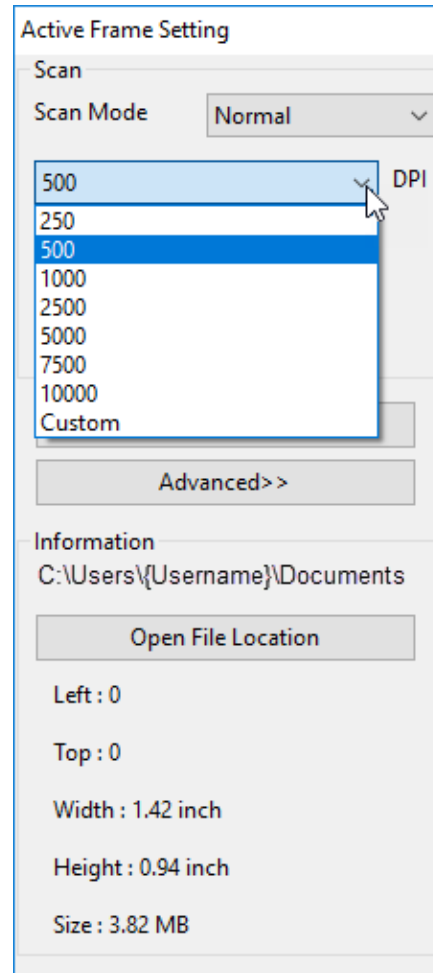 Active Frame Setting
Scan
Scan Mode Normal
500 DPI
250
500
1000
2500
5000
7500
10000
Custom
Advanced>>
Information
C:\Users\{Username}\Documents
Open File Location
Left : 0
Top : 0
Width : 1.42 inch
Height : 0.94 inch
Size : 3.82 MB